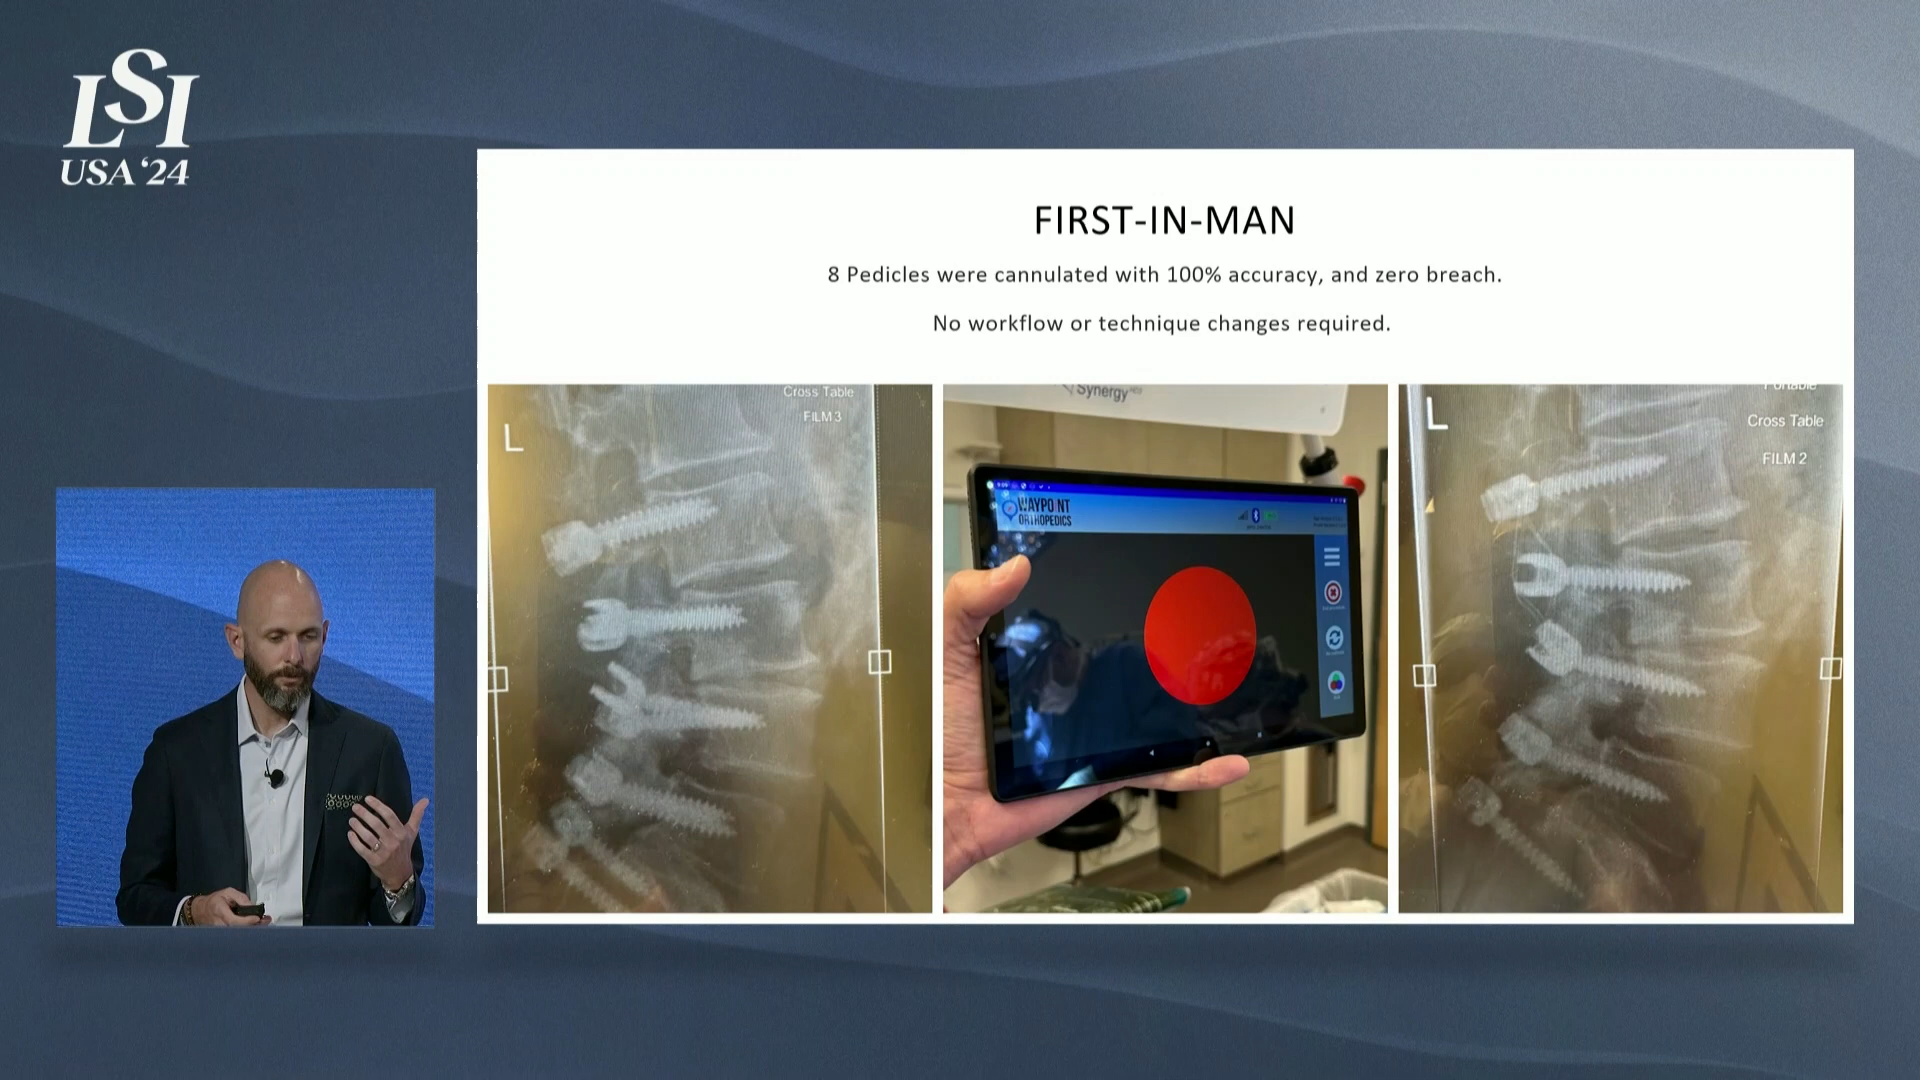 LSI
USA '24
FIRST-IN-MAN
8 Pedicles were cannulated with 100% accuracy, and zero breach.
No workflow or technique changes required.
L
Cross Table
FILM 3
Synergy
WAYPOINT
ORTHOPEDICS
L
Portable
Cross Table
FILM 2